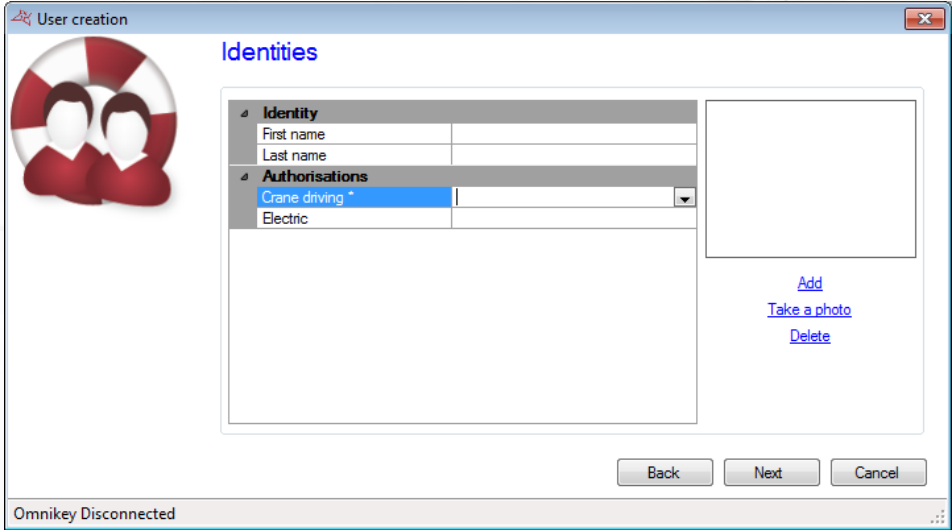 User creation
Identities
Identity
First name
Last name
Authorisations
Crane driving *
Electric
Add
Take a photo
Delete
Back Next Cancel
Omnikey Disconnected